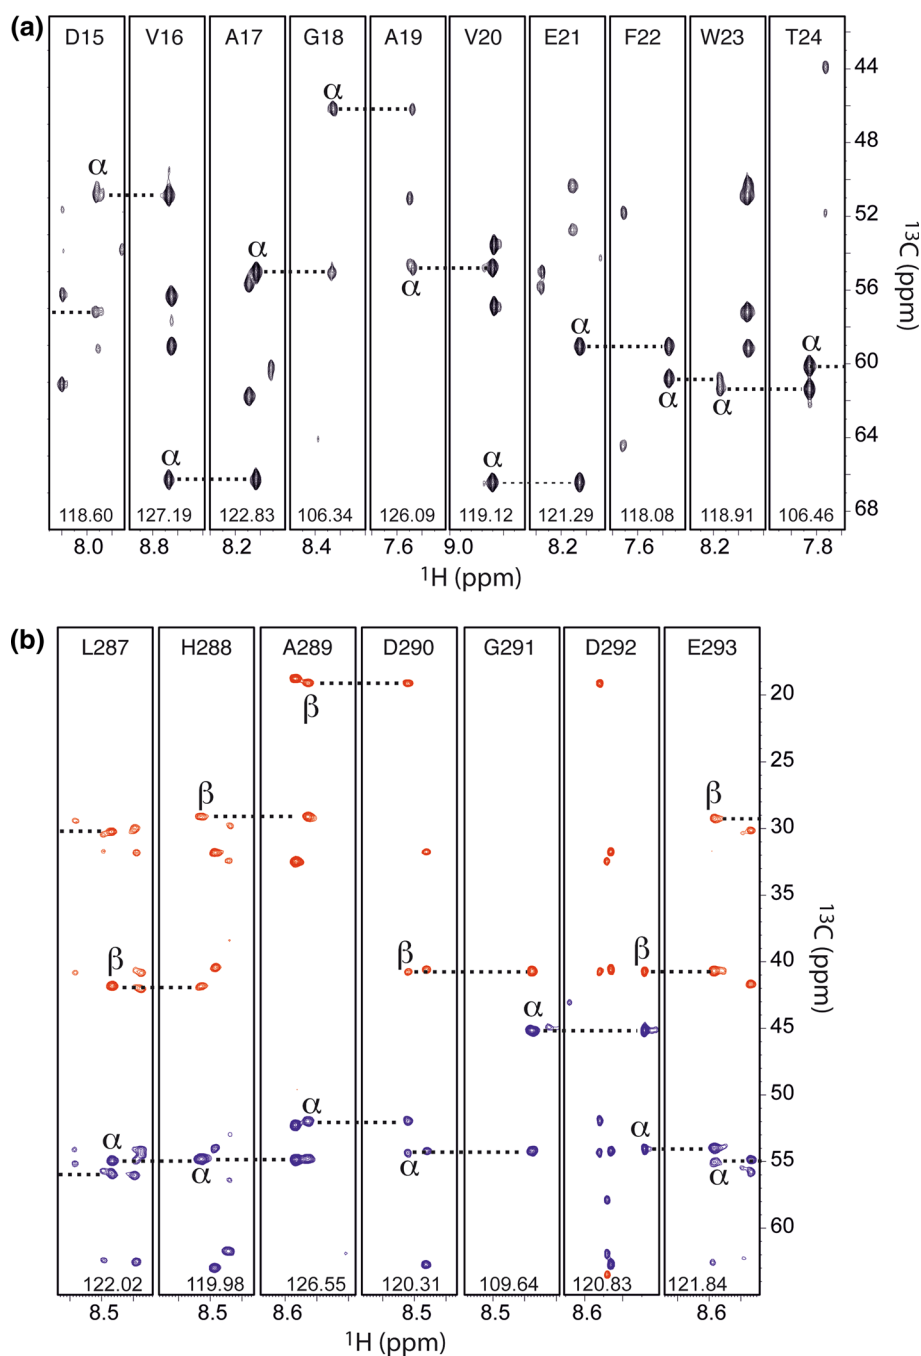 (a)
D15 V16 A17 G18 A19 V20 E21 F22 W23 T24
44
α
48
α
52
α α
56
α
60
α α α
64
α α
68
118.60 127.19 122.83 106.34 126.09 119.12 121.29 118.08 118.91 106.46
8.0 8.8 8.2 8.4 7.6 9.0 8.2 7.6 8.2 7.8
¹H (ppm)
¹³C (ppm)
(b)
L287 H288 A289 D290 G291 D292 E293
20
β
β β
30
35
β β β
40
α
45
50
α
α α α
55
α α
60
122.02 119.98 126.55 120.31 109.64 120.83 121.84
8.5 8.5 8.6 8.5 8.5 8.6 8.6
¹H (ppm)
¹³C (ppm)